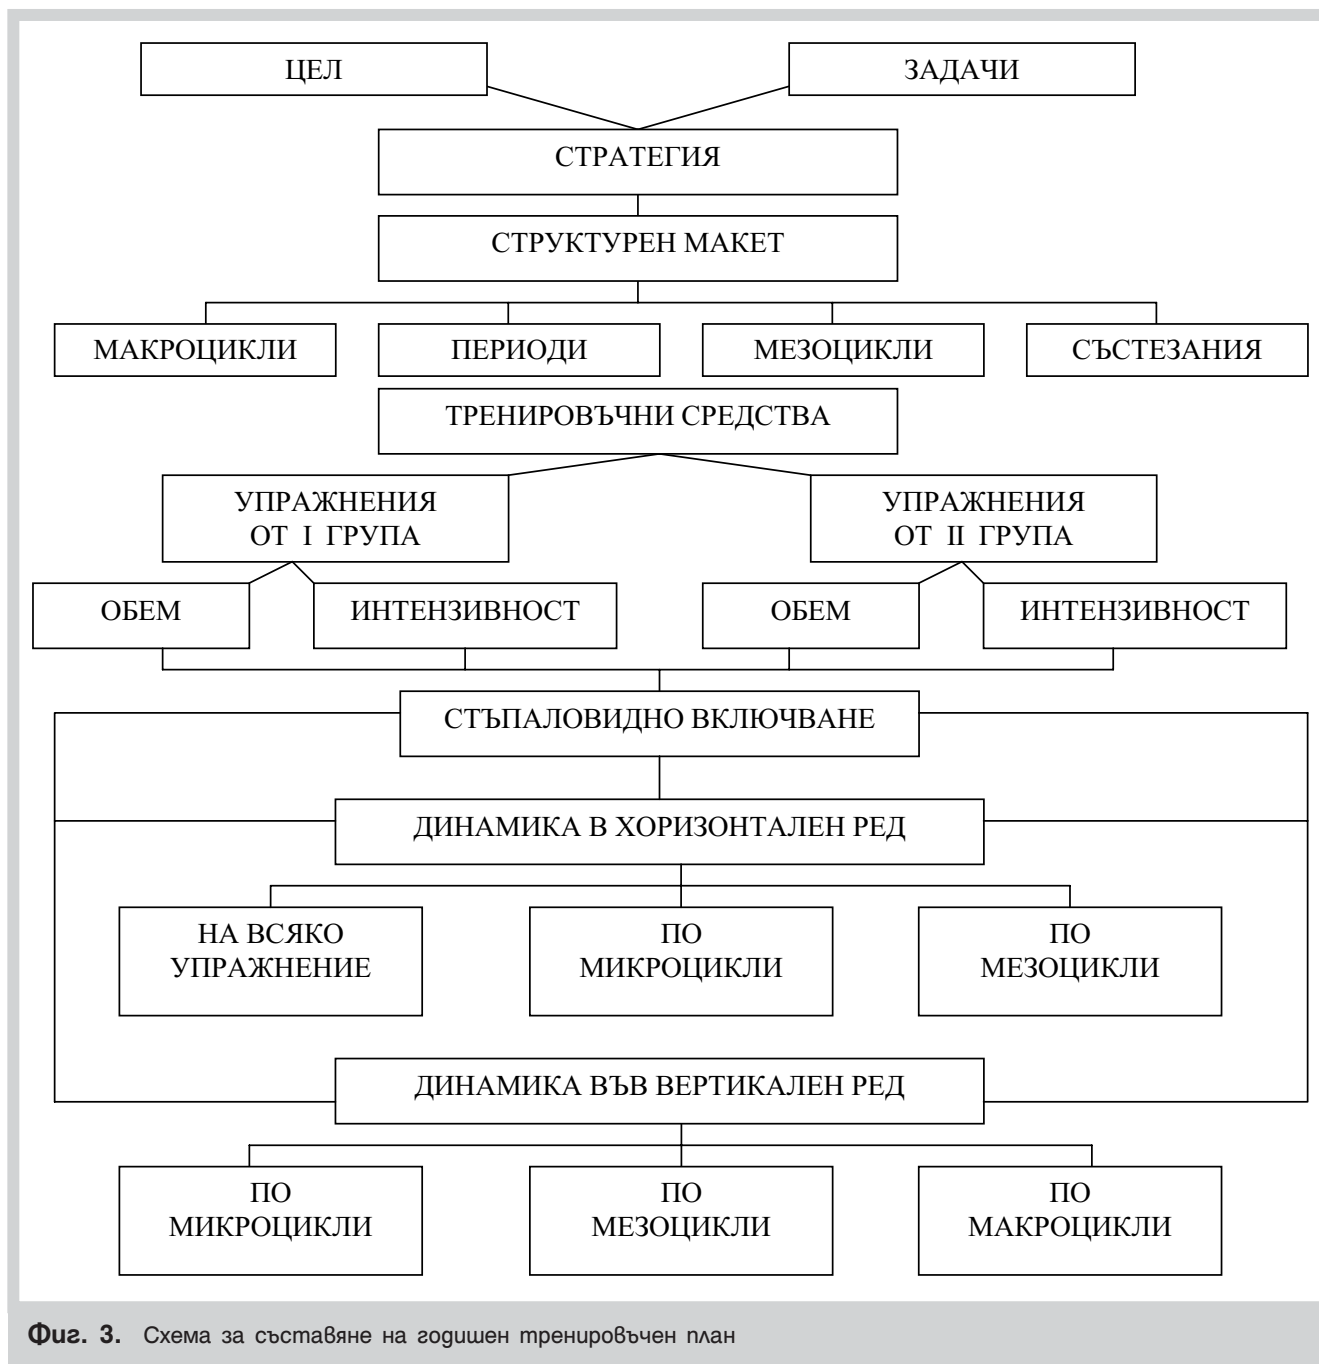 ЦЕЛ
ЗАДАЧИ
СТРАТЕГИЯ
СТРУКТУРЕН МАКЕТ
МАКРОЦИКЛИ
ПЕРИОДИ
МЕЗОЦИКЛИ
СЪСТЕЗАНИЯ
ТРЕНИРОВЪЧНИ СРЕДСТВА
УПРАЖНЕНИЯ
ОТ I ГРУПА
УПРАЖНЕНИЯ
ОТ II ГРУПА
ОБЕМ
ИНТЕНЗИВНОСТ
ОБЕМ
ИНТЕНЗИВНОСТ
СТЪПАЛОВИДНО ВКЛЮЧВАНЕ
ДИНАМИКА В ХОРИЗОНТАЛЕН РЕД
НА ВСЯКО
УПРАЖНЕНИЕ
ПО
МИКРОЦИКЛИ
ПО
МЕЗОЦИКЛИ
ДИНАМИКА ВЪВ ВЕРТИКАЛЕН РЕД
ПО
МИКРОЦИКЛИ
ПО
МЕЗОЦИКЛИ
ПО
МАКРОЦИКЛИ
Фиг. 3. Схема за съставяне на годишен тренировъчен план